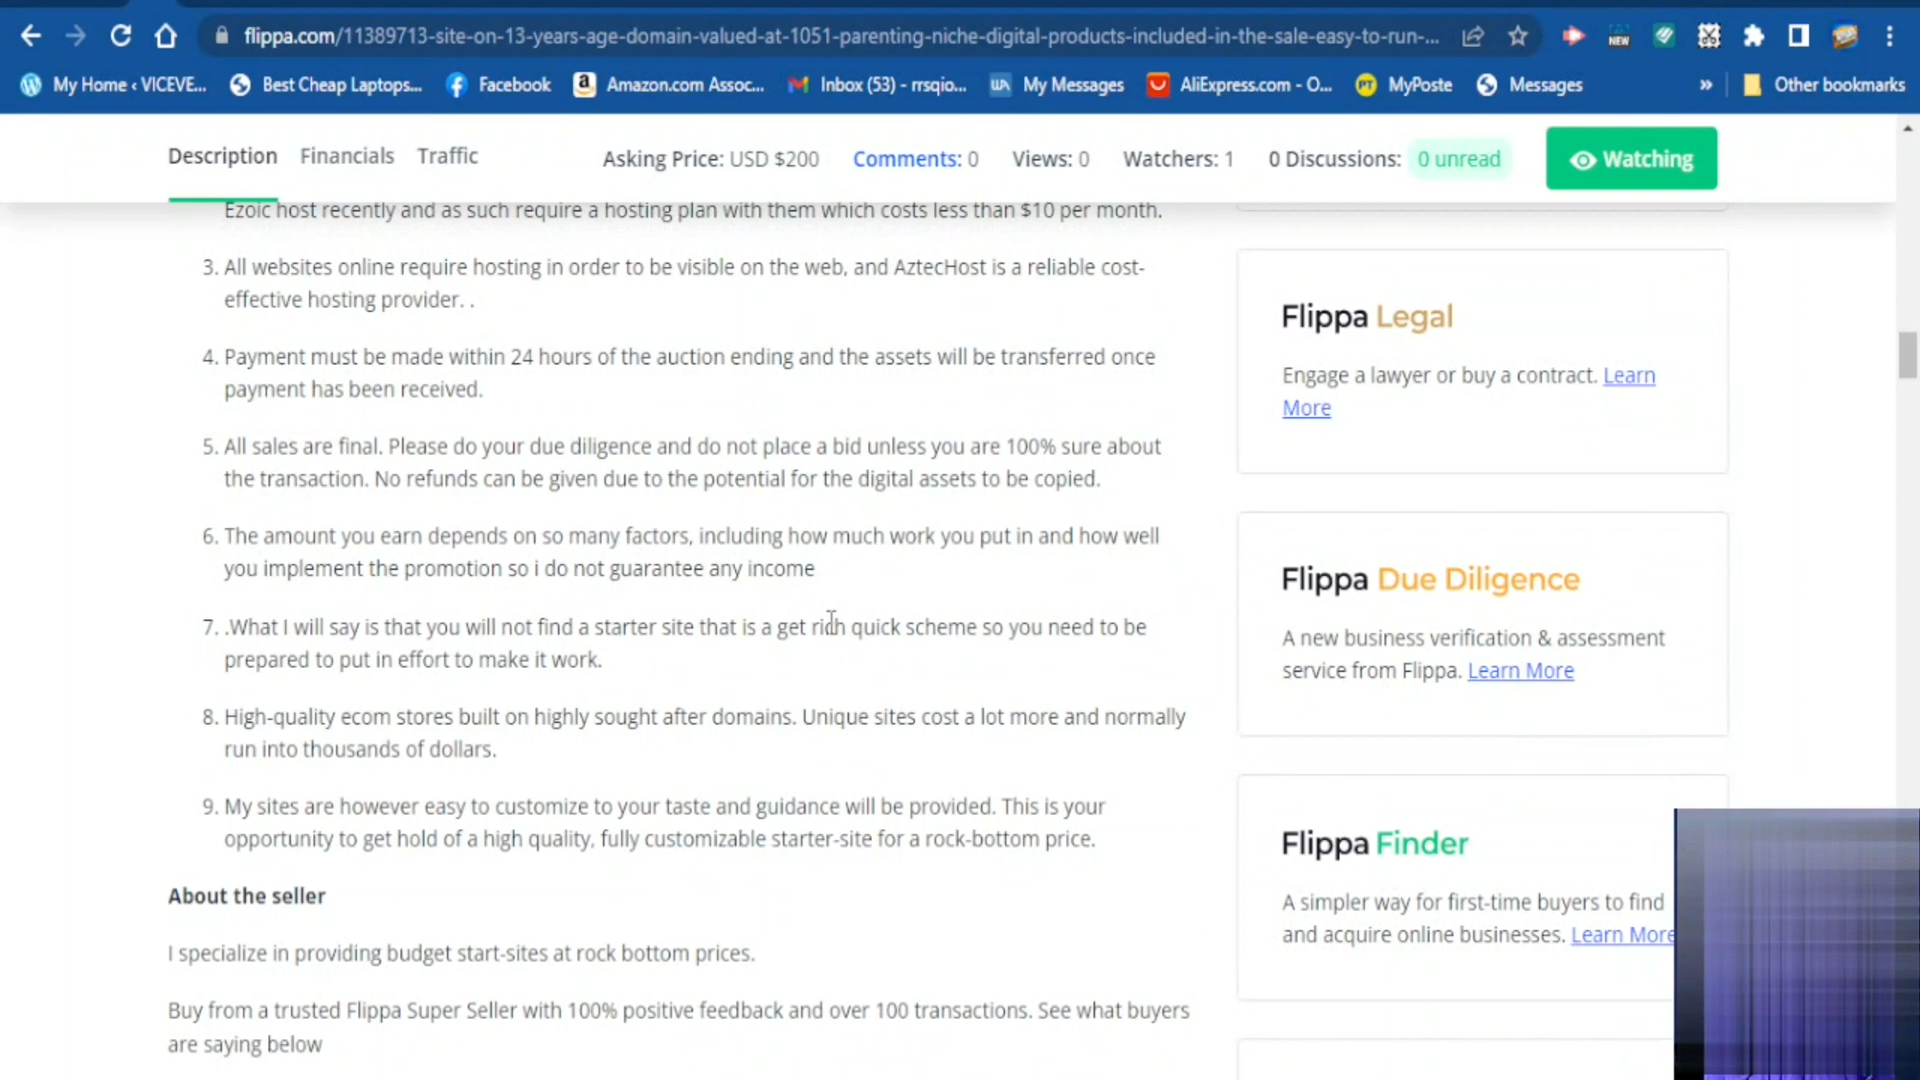 flippa.com/11389713-site-on-13-years-age-domain-valued-at-1051-parenting-niche-digital-products-included-in-the-sale-easy-to-run-...
NEW
My Home ‹ VICEVE... Best Cheap Laptops... Facebook Amazon.com Assoc... Inbox (53) - rrsqio... My Messages AliExpress.com - O... PT MyPoste Messages » Other bookmarks
Description Financials Traffic Asking Price: USD $200 Comments: 0 Views: 0 Watchers: 1 0 Discussions: 0 unread Watching
Ezoic host recently and as such require a hosting plan with them which costs less than $10 per month.
3. All websites online require hosting in order to be visible on the web, and AztecHost is a reliable cost-
effective hosting provider. .
4. Payment must be made within 24 hours of the auction ending and the assets will be transferred once
payment has been received.
5. All sales are final. Please do your due diligence and do not place a bid unless you are 100% sure about
the transaction. No refunds can be given due to the potential for the digital assets to be copied.
6. The amount you earn depends on so many factors, including how much work you put in and how well
you implement the promotion so i do not guarantee any income
7. .What I will say is that you will not find a starter site that is a get rich quick scheme so you need to be
prepared to put in effort to make it work.
8. High-quality ecom stores built on highly sought after domains. Unique sites cost a lot more and normally
run into thousands of dollars.
9. My sites are however easy to customize to your taste and guidance will be provided. This is your
opportunity to get hold of a high quality, fully customizable starter-site for a rock-bottom price.
About the seller
I specialize in providing budget start-sites at rock bottom prices.
Buy from a trusted Flippa Super Seller with 100% positive feedback and over 100 transactions. See what buyers
are saying below
Flippa Legal
Engage a lawyer or buy a contract. Learn
More
Flippa Due Diligence
A new business verification & assessment
service from Flippa. Learn More
Flippa Finder
A simpler way for first-time buyers to find
and acquire online businesses. Learn More